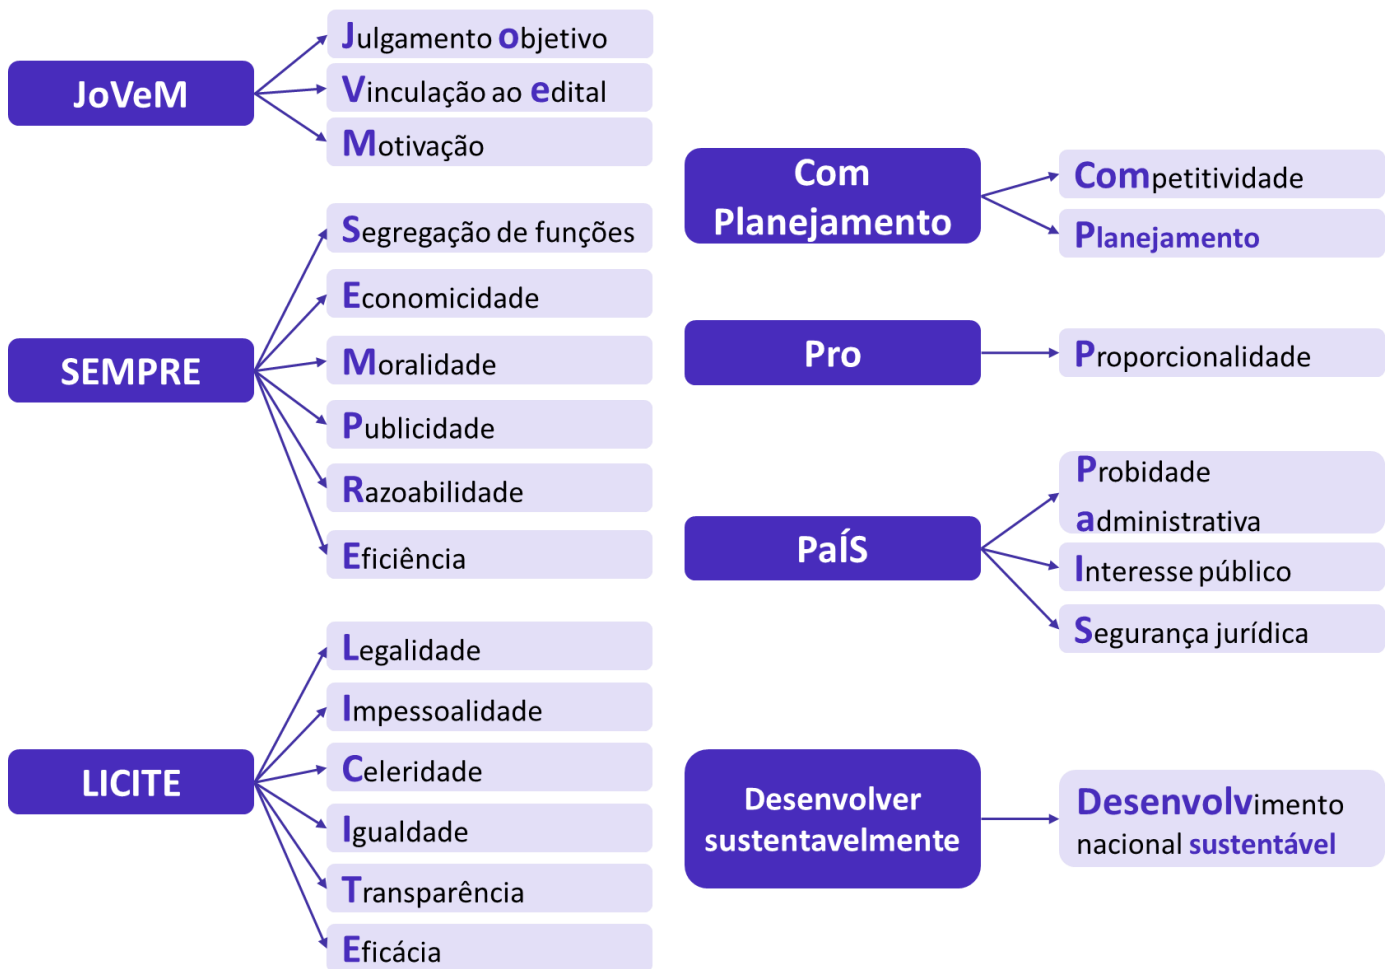 JoVeM
Julgamento objetivo
Vinculação ao edital
Motivação
SEMPRE
Segregação de funções
Economicidade
Moralidade
Publicidade
Razoabilidade
Eficiência
LICITE
Legalidade
Impessoalidade
Celeridade
Igualdade
Transparência
Eficácia
Com
Planejamento
Competitividade
Planejamento
Pro
Proporcionalidade
PaÍS
Probidade
administrativa
Interesse público
Segurança jurídica
Desenvolver
sustentavelmente
Desenvolvimento
nacional sustentável